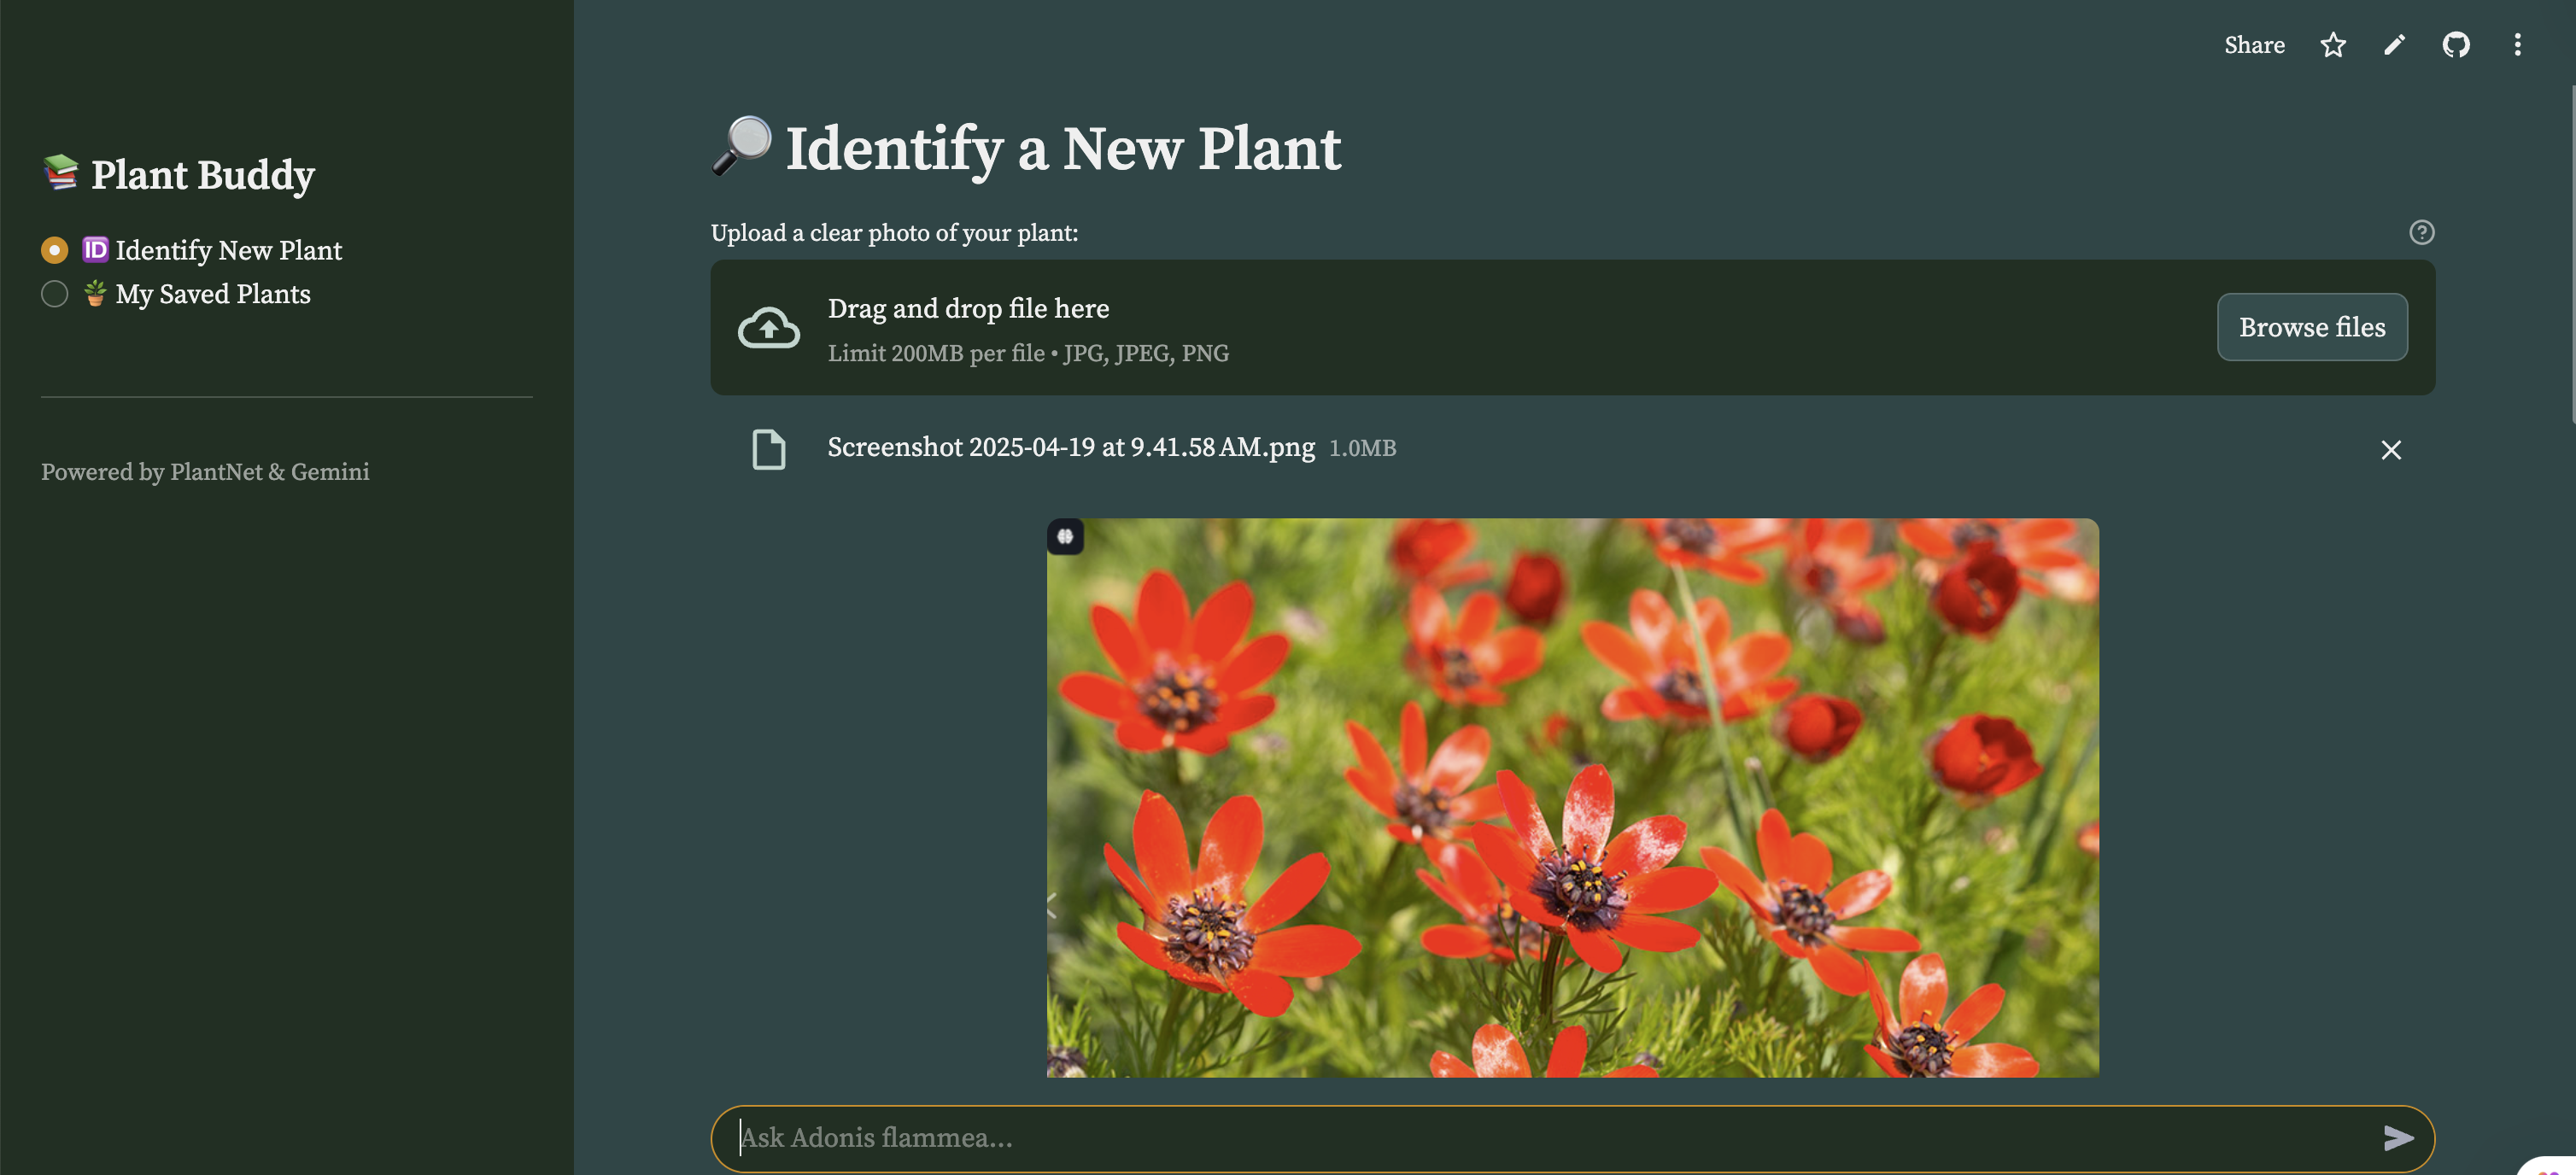 Share
📚 Plant Buddy
🆔 Identify New Plant
🪴 My Saved Plants
Powered by PlantNet & Gemini
🔎 Identify a New Plant
Upload a clear photo of your plant:
Drag and drop file here
Limit 200MB per file • JPG, JPEG, PNG
Browse files
Screenshot 2025-04-19 at 9.41.58 AM.png 1.0MB
Ask Adonis flammea...